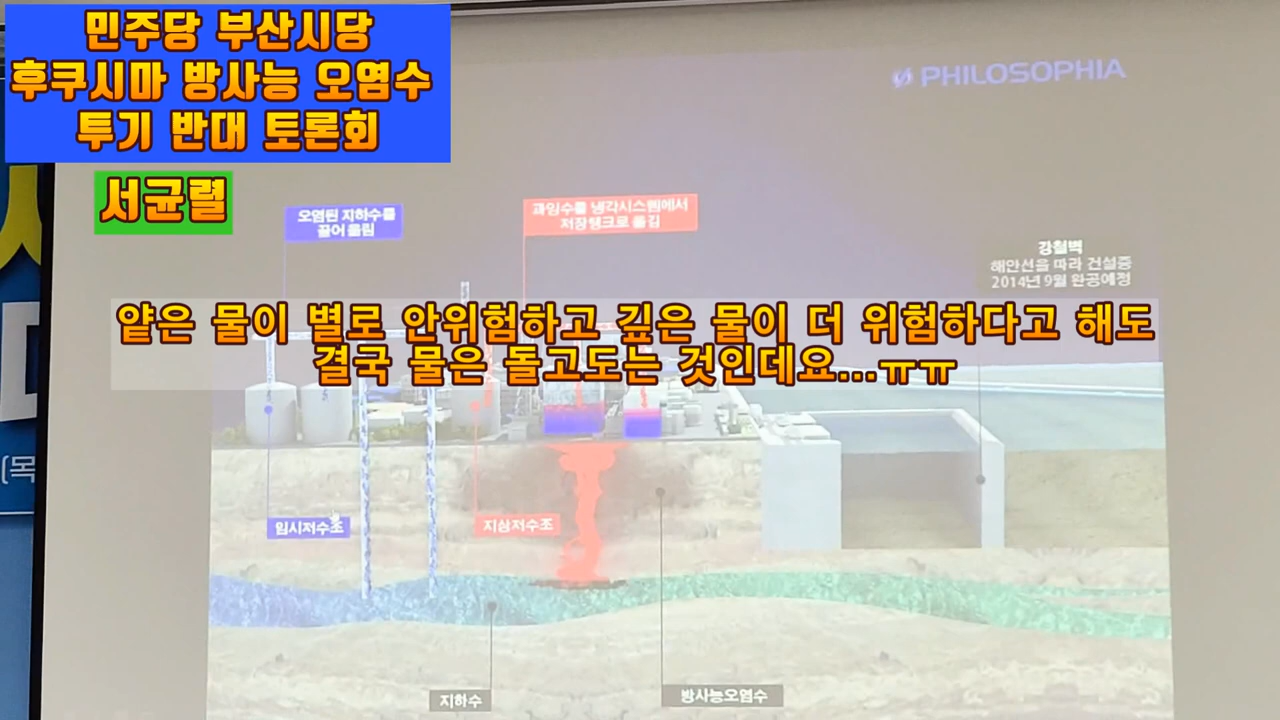 민주당 부산시당
후쿠시마 방사능 오염수
투기 반대 토론회
서균렬
PHILOSOPHIA
오염된 지하수를
끌어 올림
과잉수를 냉각시스템에서
저장탱크로 옮김
강철벽
해안선을 따라 건설중
2014년 9월 완공예정
얕은 물이 별로 안위험하고 깊은 물이 더 위험하다고 해도
결국 물은 돌고도는 것인데요...ㅠㅠ
(목
임시저수조
지상저수조
지하수
방사능오염수